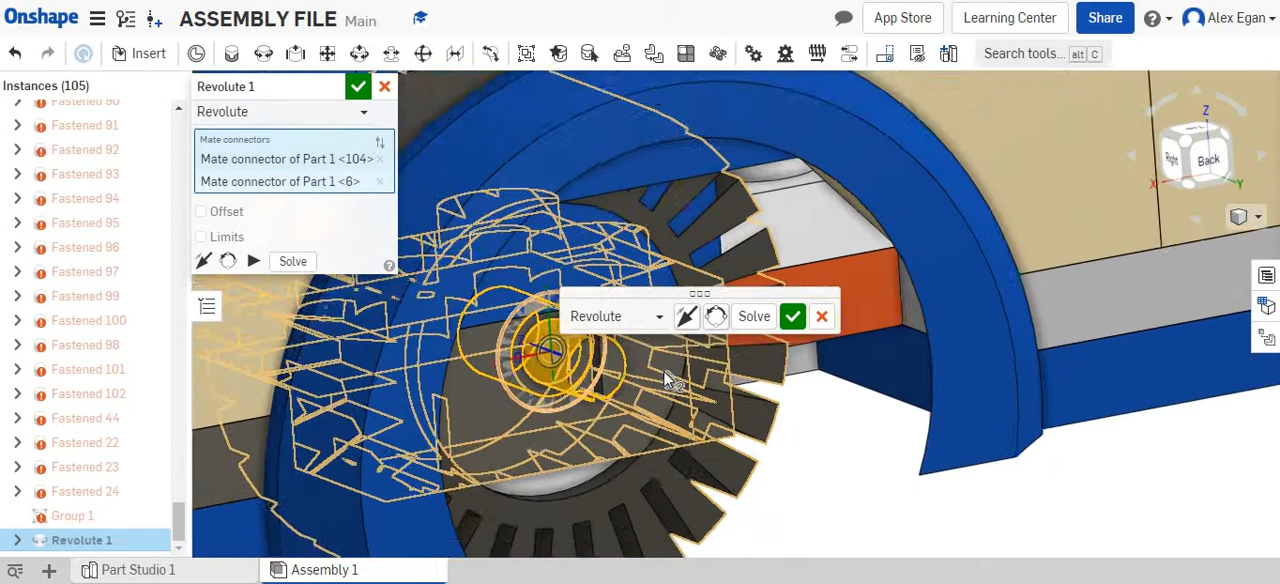 Onshape ASSEMBLY FILE Main App Store Learning Center Share Alex Egan
Insert Search tools... alt C
Instances (105)
Fastened 90
Fastened 91
Fastened 92
Fastened 93
Fastened 94
Fastened 95
Fastened 96
Fastened 97
Fastened 98
Fastened 99
Fastened 100
Fastened 98
Fastened 101
Fastened 102
Fastened 44
Fastened 22
Fastened 23
Fastened 24
Group 1
Revolute 1
Revolute 1
Revolute
Mate connectors
Mate connector of Part 1 <104>
Mate connector of Part 1 <6>
Offset
Limits
Solve
Revolute Solve
Z
Right Back
X Y
Part Studio 1 Assembly 1